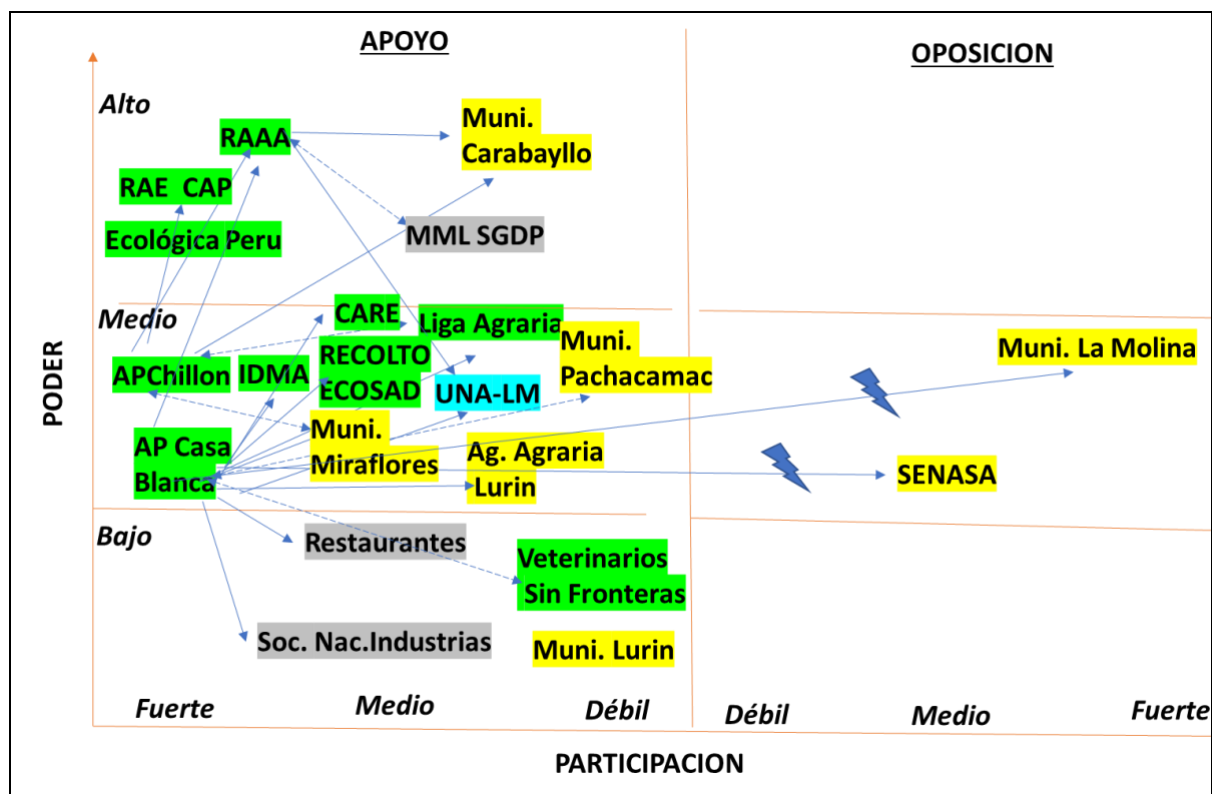 APOYO
OPOSICION
Alto
Muni.
Carabayllo
RAAA
RAE CAP
Ecológica Peru
MML SGDP
Medio
CARE
Liga Agraria
Muni.
Pachacamac
Muni. La Molina
APChillon
IDMA
RECOLTO
ECOSAD
UNA-LM
PODER
AP Casa
Blanca
Muni.
Miraflores
Ag. Agraria
Lurin
SENASA
Bajo
Restaurantes
Veterinarios
Sin Fronteras
Soc. Nac.Industrias
Muni. Lurin
Fuerte
Medio
Débil
Débil
Medio
Fuerte
PARTICIPACION